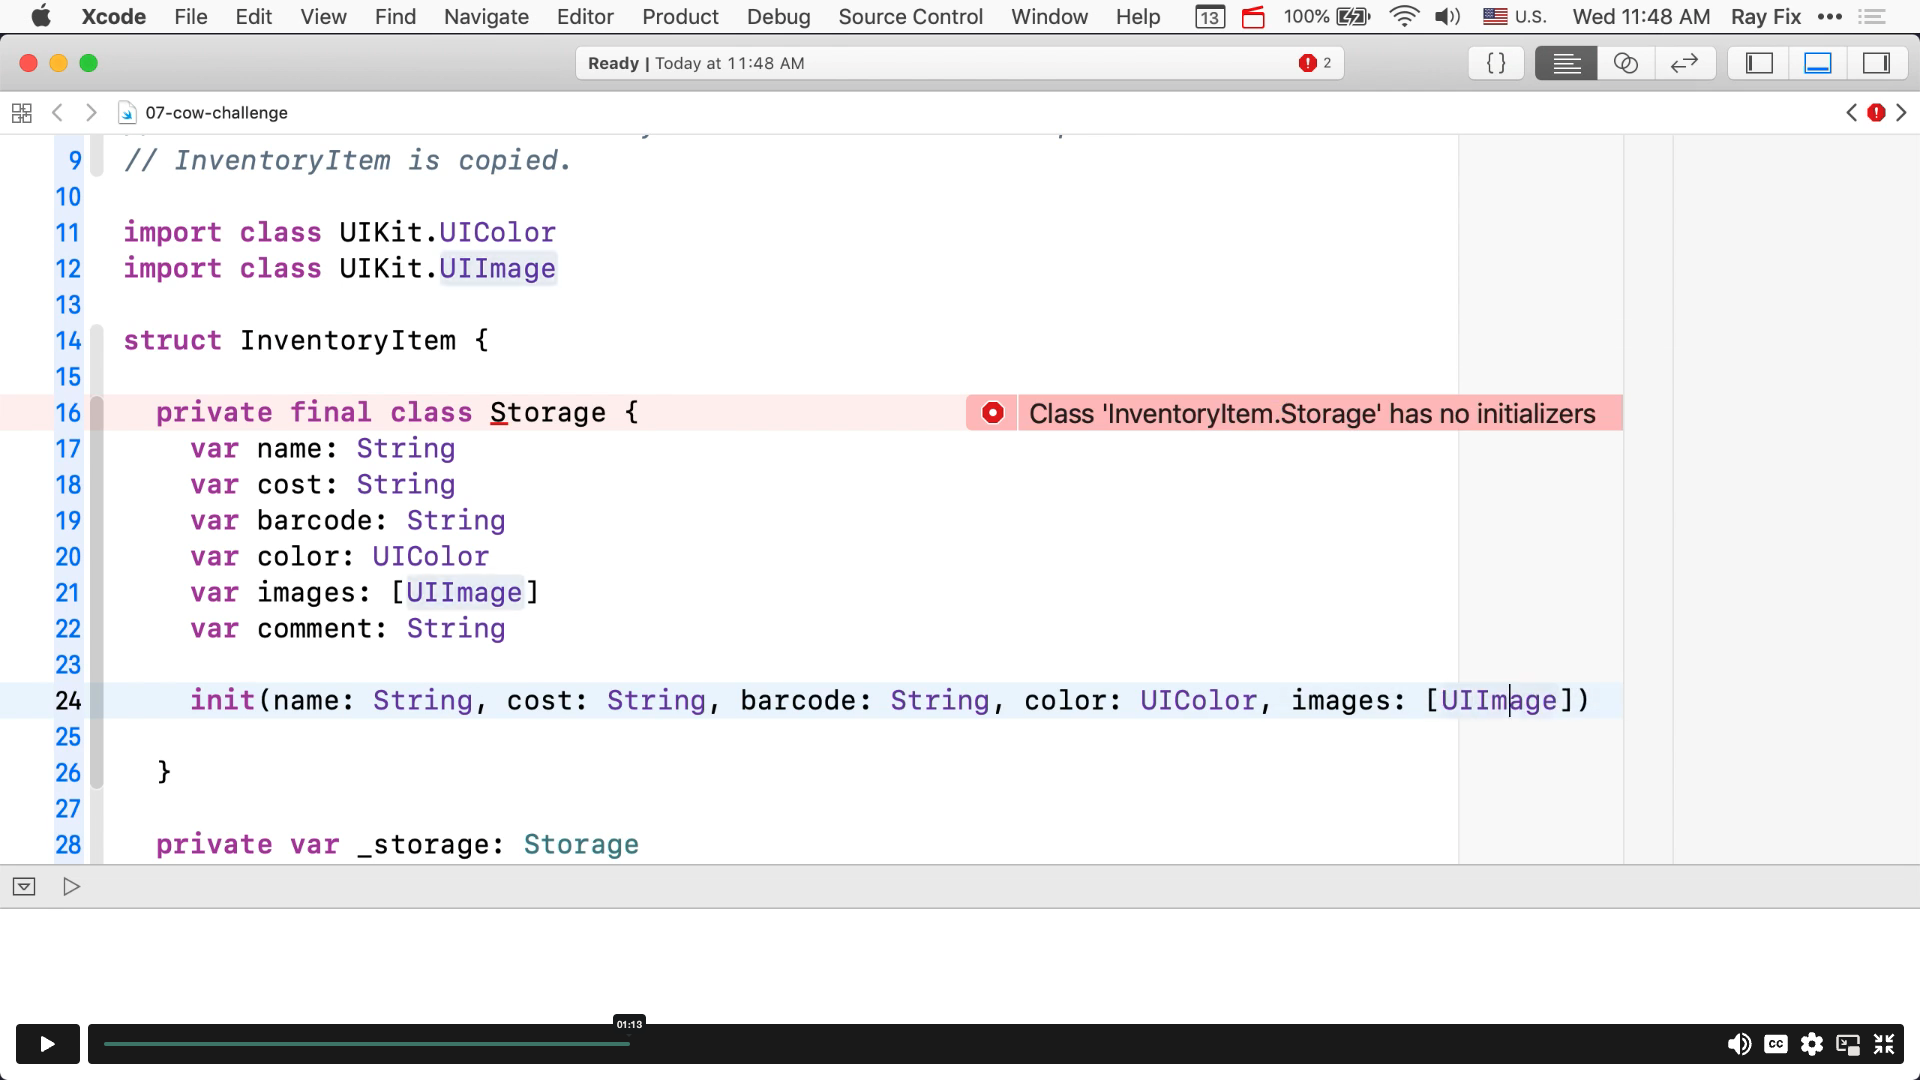 Xcode File Edit View Find Navigate Editor Product Debug Source Control Window Help 13 100% U.S. Wed 11:48 AM Ray Fix
Ready | Today at 11:48 AM 2
07-cow-challenge
9 // InventoryItem is copied.
10
11 import class UIKit.UIColor
12 import class UIKit.UIImage
13
14 struct InventoryItem {
15
16 private final class Storage { Class 'InventoryItem.Storage' has no initializers
17 var name: String
18 var cost: String
19 var barcode: String
20 var color: UIColor
21 var images: [UIImage]
22 var comment: String
23
24 init(name: String, cost: String, barcode: String, color: UIColor, images: [UIImage])
25
26 }
27
28 private var _storage: Storage
01:13
CC